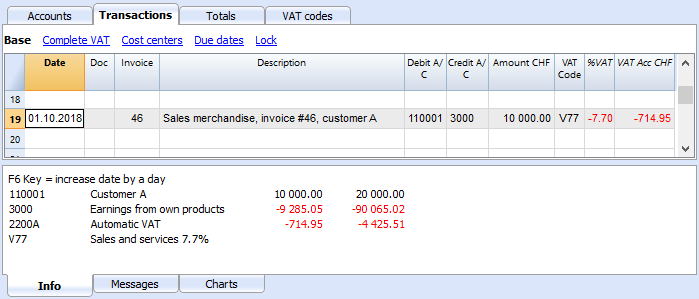 Accounts Transactions Totals VAT codes
Base Complete VAT Cost centers Due dates Lock
Date Doc Invoice Description Debit A/C Credit A/C Amount CHF VAT Code %VAT VAT Acc CHF
18
19 01.10.2018 46 Sales merchandise, invoice #46, customer A 110001 3000 10 000.00 V77 -7.70 -714.95
20
F6 Key = increase date by a day
110001 Customer A 10 000.00 20 000.00
3000 Earnings from own products -9 285.05 -90 065.02
2200A Automatic VAT -714.95 -4 425.51
V77 Sales and services 7.7%
Info Messages Charts